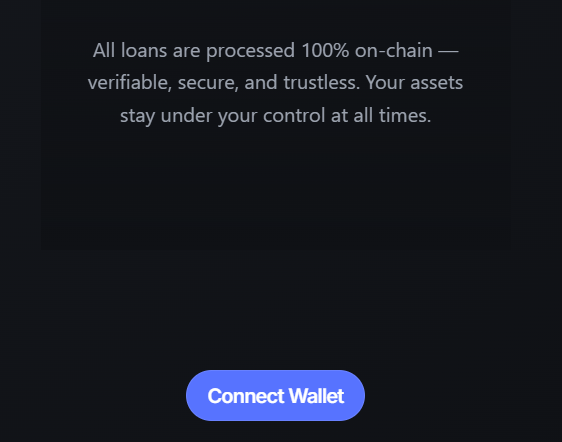 All loans are processed 100% on-chain —
verifiable, secure, and trustless. Your assets
stay under your control at all times.
Connect Wallet